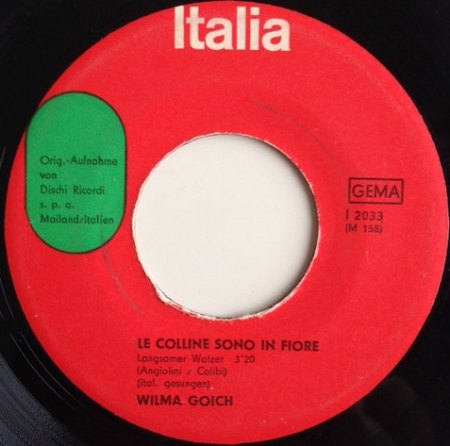 Italia
Orig.-Aufnahme
von
Dischi Ricordi
s. p. a.
Mailand/Italien
GEMA
I 2033
(M 158)
LE COLLINE SONO IN FIORE
Langsamer Walzer 3'20
(Angiolini / Calibi)
(ital. gesungen)
WILMA GOICH